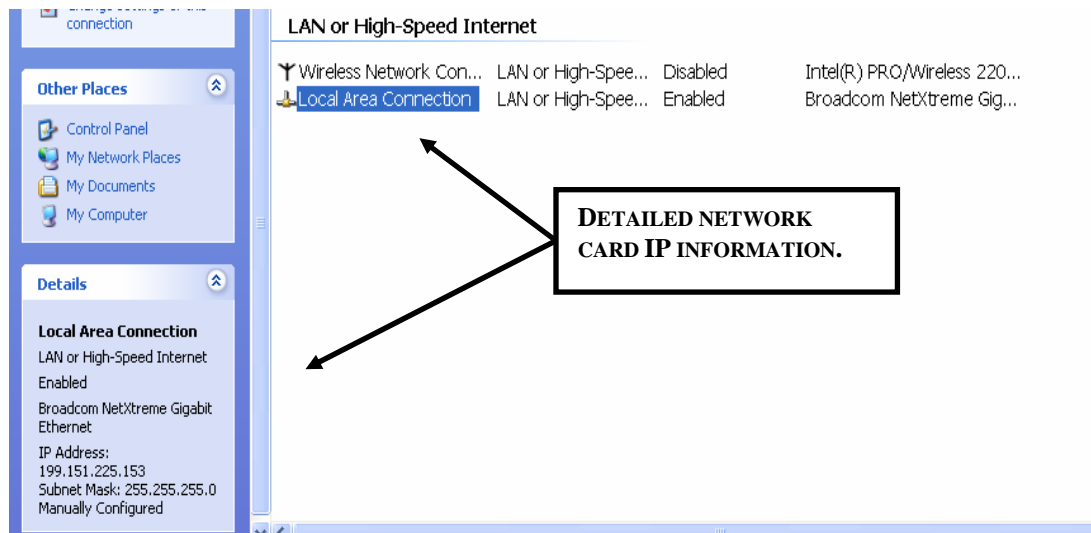 connection
Other Places
Control Panel
My Network Places
My Documents
My Computer
Details
Local Area Connection
LAN or High-Speed Internet
Enabled
Broadcom NetXtreme Gigabit
Ethernet
IP Address:
199.151.225.153
Subnet Mask: 255.255.255.0
Manually Configured
LAN or High-Speed Internet
Wireless Network Con... LAN or High-Spee... Disabled Intel(R) PRO/Wireless 220...
Local Area Connection LAN or High-Spee... Enabled Broadcom NetXtreme Gig...
DETAILED NETWORK
CARD IP INFORMATION.